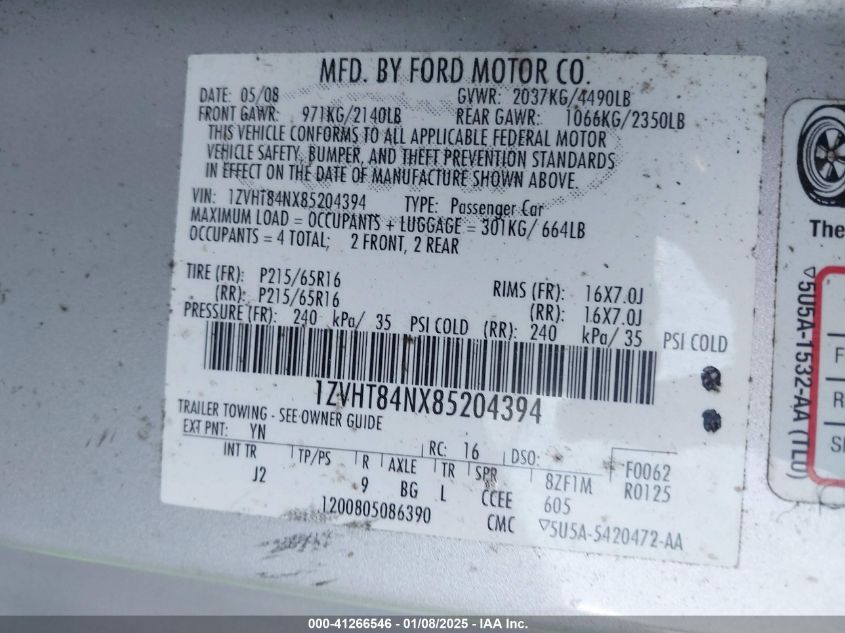 MFD. BY FORD MOTOR CO.
DATE: 05/08 GVWR: 2037KG/4490LB
FRONT GAWR: 971KG/2140LB REAR GAWR: 1066KG/2350LB
THIS VEHICLE CONFORMS TO ALL APPLICABLE FEDERAL MOTOR
VEHICLE SAFETY, BUMPER, AND THEFT PREVENTION STANDARDS
IN EFFECT ON THE DATE OF MANUFACTURE SHOWN ABOVE.
VIN: 1ZVHT84NX85204394 TYPE: Passenger Car
MAXIMUM LOAD = OCCUPANTS + LUGGAGE = 301KG/ 664LB
OCCUPANTS = 4 TOTAL; 2 FRONT, 2 REAR
TIRE (FR): P215/65R16 RIMS (FR): 16X7.0J
(RR): P215/65R16 (RR): 16X7.0J
PRESSURE (FR): 240 kPa/ 35 PSI COLD (RR): 240 kPa/ 35 PSI COLD
1ZVHT84NX85204394
TRAILER TOWING - SEE OWNER GUIDE
EXT PNT: YN RC: 16 DSO: F0062
INT TR TP/PS R AXLE TR SPR 8ZF1M R0125
J2 9 BG L CCEE 605
1200805086390 CMC ▽5U5A-5420472-AA
The
▽5U5A-1532-AA (TL0)
F
R
000-41266546 | 01/08/2025 | IAA Inc.